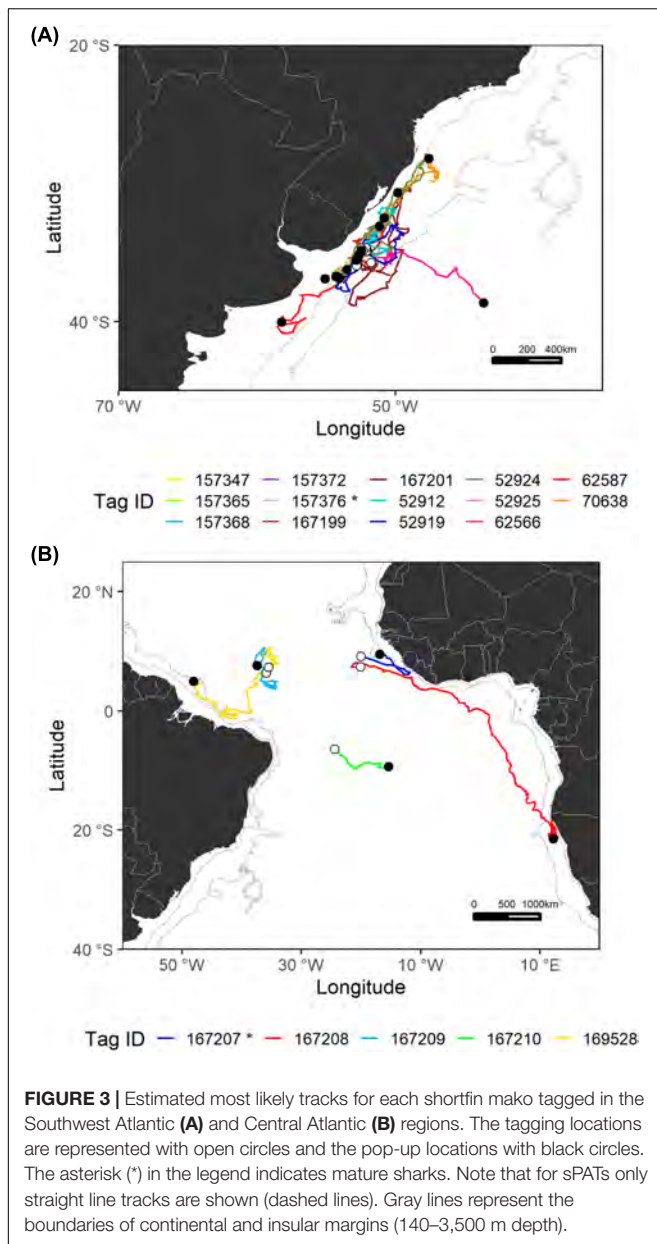 (A)
20 °S
Latitude
40 °S
0 200 400km
70 °W 50 °W
Longitude
Tag ID
157347 157372 167201 52924 62587
157365 157376 * 52912 52925 70638
157368 167199 52919 62566
(B)
20 °N
0
Latitude
20 °S
0 500 1000km
40 °S
50 °W 30 °W 10 °W 10 °E
Longitude
Tag ID 167207 * 167208 167209 167210 169528
FIGURE 3 | Estimated most likely tracks for each shortfin mako tagged in the
Southwest Atlantic (A) and Central Atlantic (B) regions. The tagging locations
are represented with open circles and the pop-up locations with black circles.
The asterisk (*) in the legend indicates mature sharks. Note that for sPATs only
straight line tracks are shown (dashed lines). Gray lines represent the
boundaries of continental and insular margins (140–3,500 m depth).